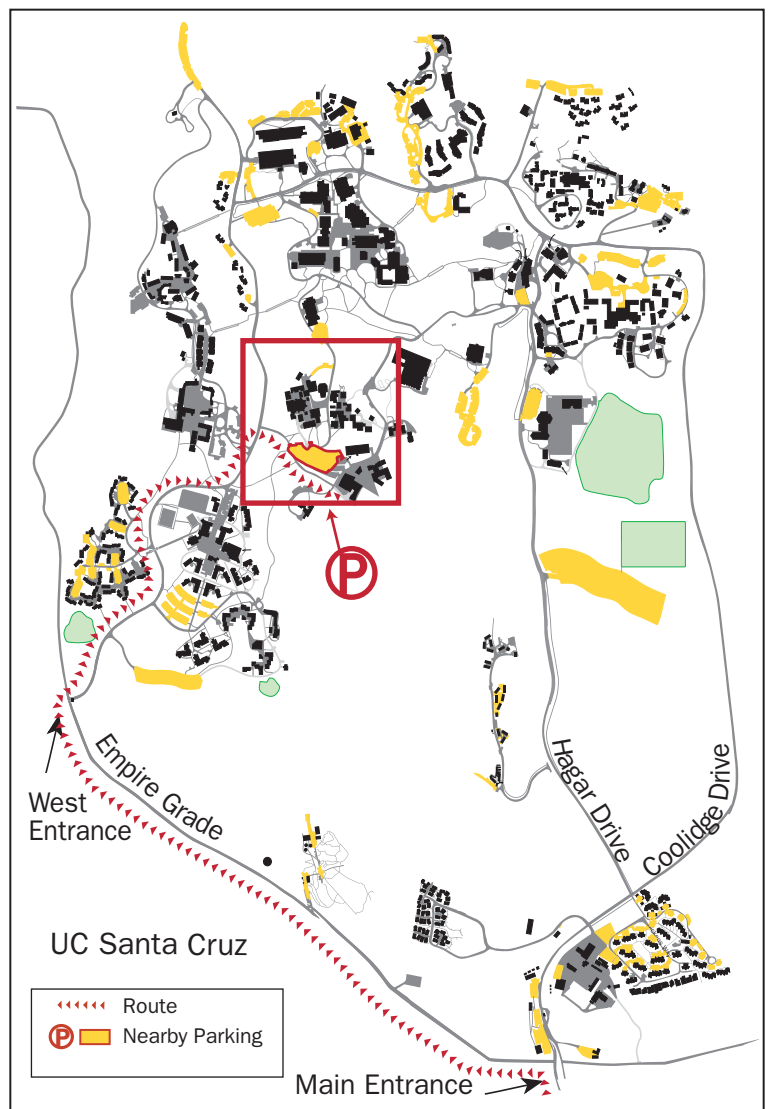 P
Hagar Drive
Coolidge Drive
Empire Grade
West
Entrance
UC Santa Cruz
Route
P Nearby Parking
Main Entrance